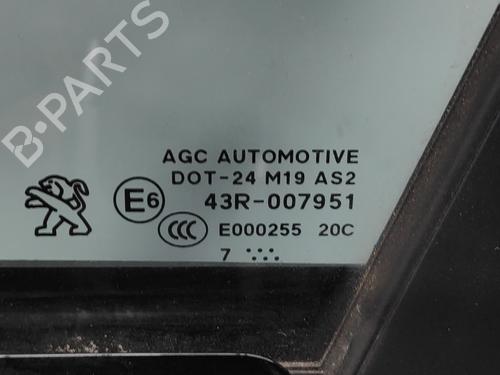 B-PARTS
AGC AUTOMOTIVE
DOT-24 M19 AS2
E6 43R-007951
CCC E000255 20C
7